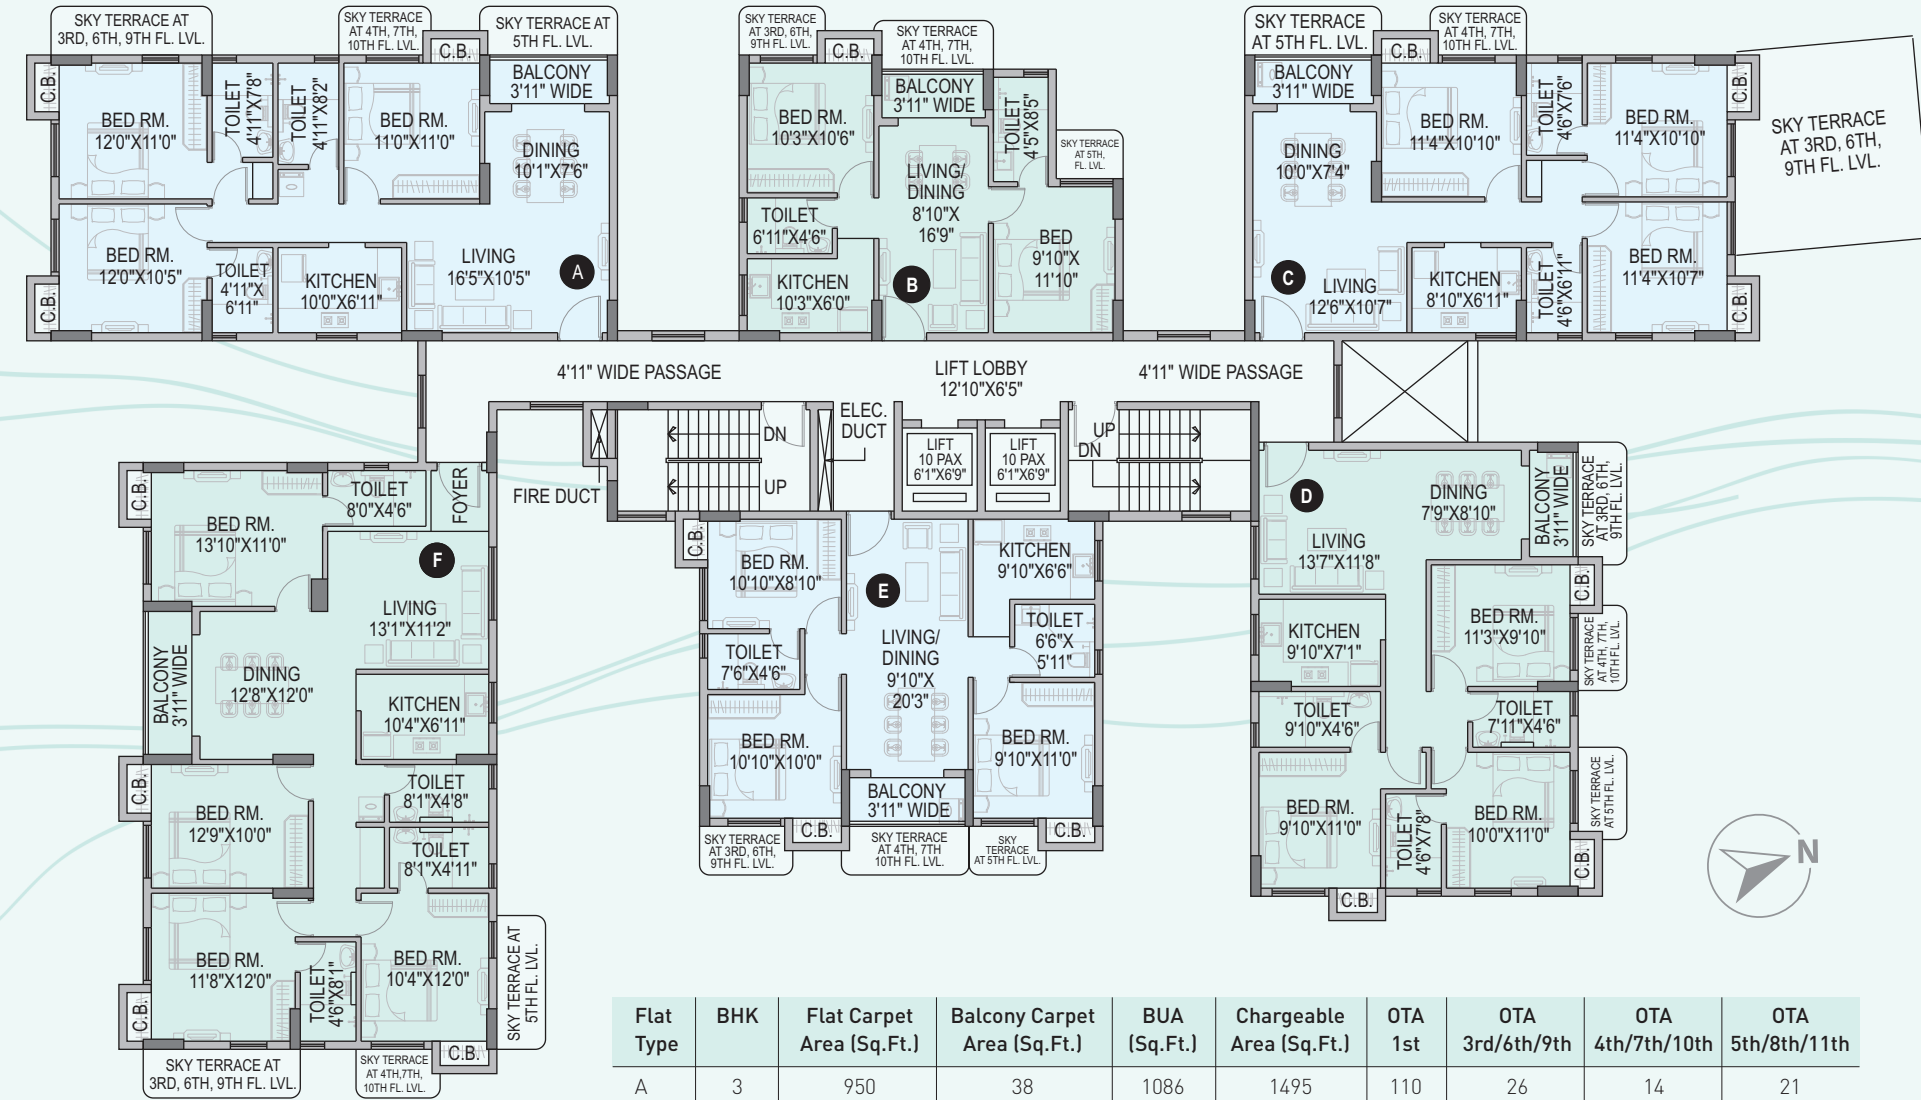 SKY TERRACE AT
3RD, 6TH, 9TH FL. LVL.
SKY TERRACE
AT 4TH, 7TH,
10TH FL. LVL.
SKY TERRACE AT
5TH FL. LVL.
C.B.
C.B.
BED RM.
12'0"X11'0"
TOILET
4'11"X7'8"
TOILET
4'11"X8'2"
BED RM.
11'0"X11'0"
BALCONY
3'11" WIDE
DINING
10'1"X7'6"
BED RM.
12'0"X10'5"
C.B.
TOILET
4'11"X
6'11"
KITCHEN
10'0"X6'11"
LIVING
16'5"X10'5"
A
SKY TERRACE
AT 3RD, 6TH,
9TH FL. LVL.
C.B.
SKY TERRACE
AT 4TH, 7TH,
10TH FL. LVL.
BED RM.
10'3"X10'6"
BALCONY
3'11" WIDE
TOILET
4'5"X8'5"
SKY TERRACE
AT 5TH,
FL. LVL.
LIVING/
DINING
8'10"X
16'9"
TOILET
6'11"X4'6"
BED
9'10"X
11'10"
KITCHEN
10'3"X6'0"
B
SKY TERRACE
AT 5TH FL. LVL.
C.B.
SKY TERRACE
AT 4TH, 7TH,
10TH FL. LVL.
BALCONY
3'11" WIDE
DINING
10'0"X7'4"
BED RM.
11'4"X10'10"
TOILET
4'6"X7'6"
BED RM.
11'4"X10'10"
C.B.
SKY TERRACE
AT 3RD, 6TH,
9TH FL. LVL.
C
LIVING
12'6"X10'7"
KITCHEN
8'10"X6'11"
TOILET
4'6"X6'11"
BED RM.
11'4"X10'7"
C.B.
4'11" WIDE PASSAGE
LIFT LOBBY
12'10"X6'5"
4'11" WIDE PASSAGE
FIRE DUCT
DN
UP
ELEC.
DUCT
LIFT
10 PAX
6'1"X6'9"
LIFT
10 PAX
6'1"X6'9"
UP
DN
C.B.
BED RM.
13'10"X11'0"
TOILET
8'0"X4'6"
FOYER
F
LIVING
13'1"X11'2"
BALCONY
3'11" WIDE
DINING
12'8"X12'0"
KITCHEN
10'4"X6'11"
C.B.
BED RM.
12'9"X10'0"
TOILET
8'1"X4'8"
TOILET
8'1"X4'11"
BED RM.
11'8"X12'0"
TOILET
4'6"X8'1"
BED RM.
10'4"X12'0"
C.B.
C.B.
SKY TERRACE AT
5TH FL. LVL.
SKY TERRACE AT
3RD, 6TH, 9TH FL. LVL.
SKY TERRACE
AT 4TH,7TH,
10TH FL. LVL.
C.B.
BED RM.
10'10"X8'10"
E
KITCHEN
9'10"X6'6"
TOILET
7'6"X4'6"
LIVING/
DINING
9'10"X
20'3"
TOILET
6'6"X
5'11"
BED RM.
10'10"X10'0"
BED RM.
9'10"X11'0"
BALCONY
3'11" WIDE
C.B.
C.B.
SKY TERRACE
AT 3RD, 6TH,
9TH FL. LVL.
SKY TERRACE
AT 4TH, 7TH
10TH FL. LVL.
SKY
TERRACE
AT 5TH FL. LVL.
D
DINING
7'9"X8'10"
BALCONY
3'11" WIDE
SKY TERRACE
AT 3RD, 6TH,
9TH FL. LVL.
LIVING
13'7"X11'8"
C.B.
KITCHEN
9'10"X7'1"
BED RM.
11'3"X9'10"
SKY TERRACE
AT 4TH, 7TH,
10TH FL. LVL.
TOILET
9'10"X4'6"
TOILET
7'11"X4'6"
BED RM.
9'10"X11'0"
TOILET
4'6"X7'8"
BED RM.
10'0"X11'0"
SKY TERRACE
AT 5TH FL. LVL.
C.B.
C.B.
N
Flat Type BHK Flat Carpet Area (Sq.Ft.) Balcony Carpet Area (Sq.Ft.) BUA (Sq.Ft.) Chargeable Area (Sq.Ft.) OTA 1st OTA 3rd/6th/9th OTA 4th/7th/10th OTA 5th/8th/11th
A 3 950 38 1086 1495 110 26 14 21